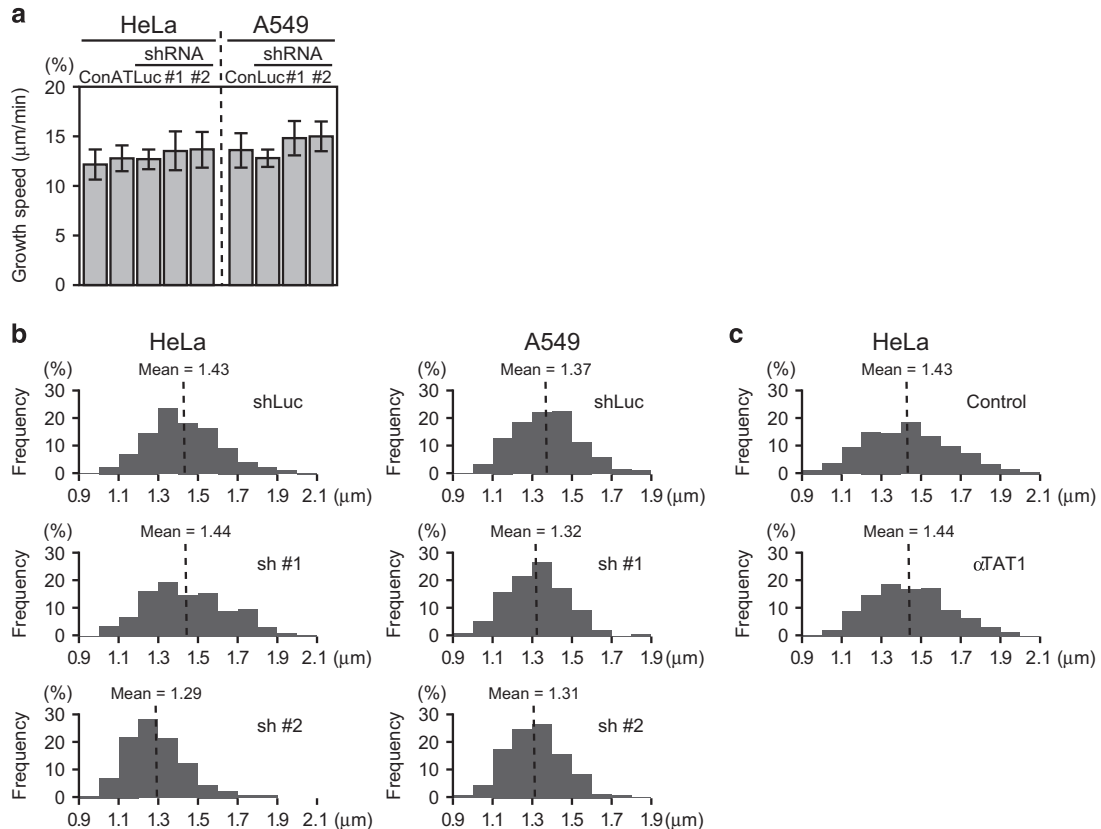 a
HeLa A549
shRNA shRNA
(%) ConATLuc #1 #2 ConLuc#1 #2
20
15
10
5
0
Growth speed (μm/min)
b HeLa A549 c HeLa
(%) Mean = 1.43 (%) Mean = 1.37 (%) Mean = 1.43
30 shLuc 30 shLuc 30 Control
20 20 20
10 10 10
0 0 0
Frequency Frequency Frequency
0.9 1.1 1.3 1.5 1.7 1.9 2.1 (μm) 0.9 1.1 1.3 1.5 1.7 1.9 (μm) 0.9 1.1 1.3 1.5 1.7 1.9 2.1 (μm)
(%) Mean = 1.44 (%) Mean = 1.32 (%) Mean = 1.44
30 sh #1 30 sh #1 30 αTAT1
20 20 20
10 10 10
0 0 0
Frequency Frequency Frequency
0.9 1.1 1.3 1.5 1.7 1.9 2.1 (μm) 0.9 1.1 1.3 1.5 1.7 1.9 (μm) 0.9 1.1 1.3 1.5 1.7 1.9 2.1 (μm)
(%) Mean = 1.29 (%) Mean = 1.31
30 sh #2 30 sh #2
20 20
10 10
0 0
Frequency Frequency
0.9 1.1 1.3 1.5 1.7 1.9 2.1 (μm) 0.9 1.1 1.3 1.5 1.7 1.9 (μm)